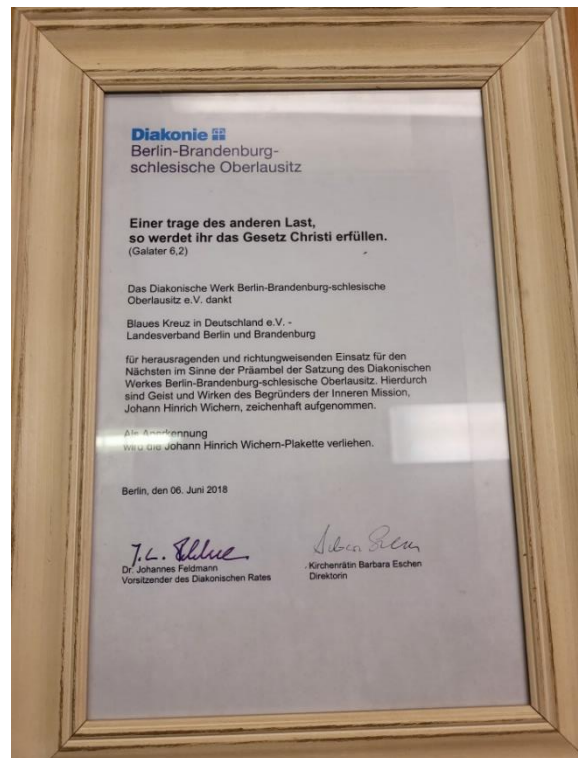 Diakonie
Berlin-Brandenburg-
schlesische Oberlausitz
Einer trage des anderen Last,
so werdet ihr das Gesetz Christi erfüllen.
(Galater 6,2)
Das Diakonische Werk Berlin-Brandenburg-schlesische
Oberlausitz e.V. dankt
Blaues Kreuz in Deutschland e.V. -
Landesverband Berlin und Brandenburg
für herausragenden und richtungweisenden Einsatz für den
Nächsten im Sinne der Präambel der Satzung des Diakonischen
Werkes Berlin-Brandenburg-schlesische Oberlausitz. Hierdurch
sind Geist und Wirken des Begründers der Inneren Mission,
Johann Hinrich Wichern, zeichenhaft aufgenommen.
Als Anerkennung
wird die Johann Hinrich Wichern-Plakette verliehen.
Berlin, den 06. Juni 2018
Dr. Johannes Feldmann
Vorsitzender des Diakonischen Rates
Kirchenrätin Barbara Eschen
Direktorin